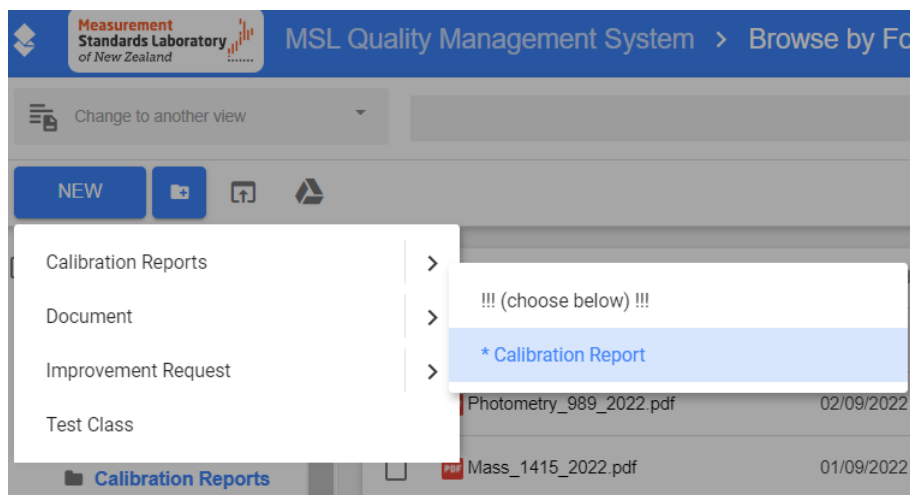 Measurement
Standards Laboratory
of New Zealand
MSL Quality Management System > Browse by Fo
Change to another view
NEW
Calibration Reports
Document
Improvement Request
Test Class
!!! (choose below) !!!
* Calibration Report
Photometry_989_2022.pdf 02/09/2022
Calibration Reports
PDF Mass_1415_2022.pdf 01/09/2022